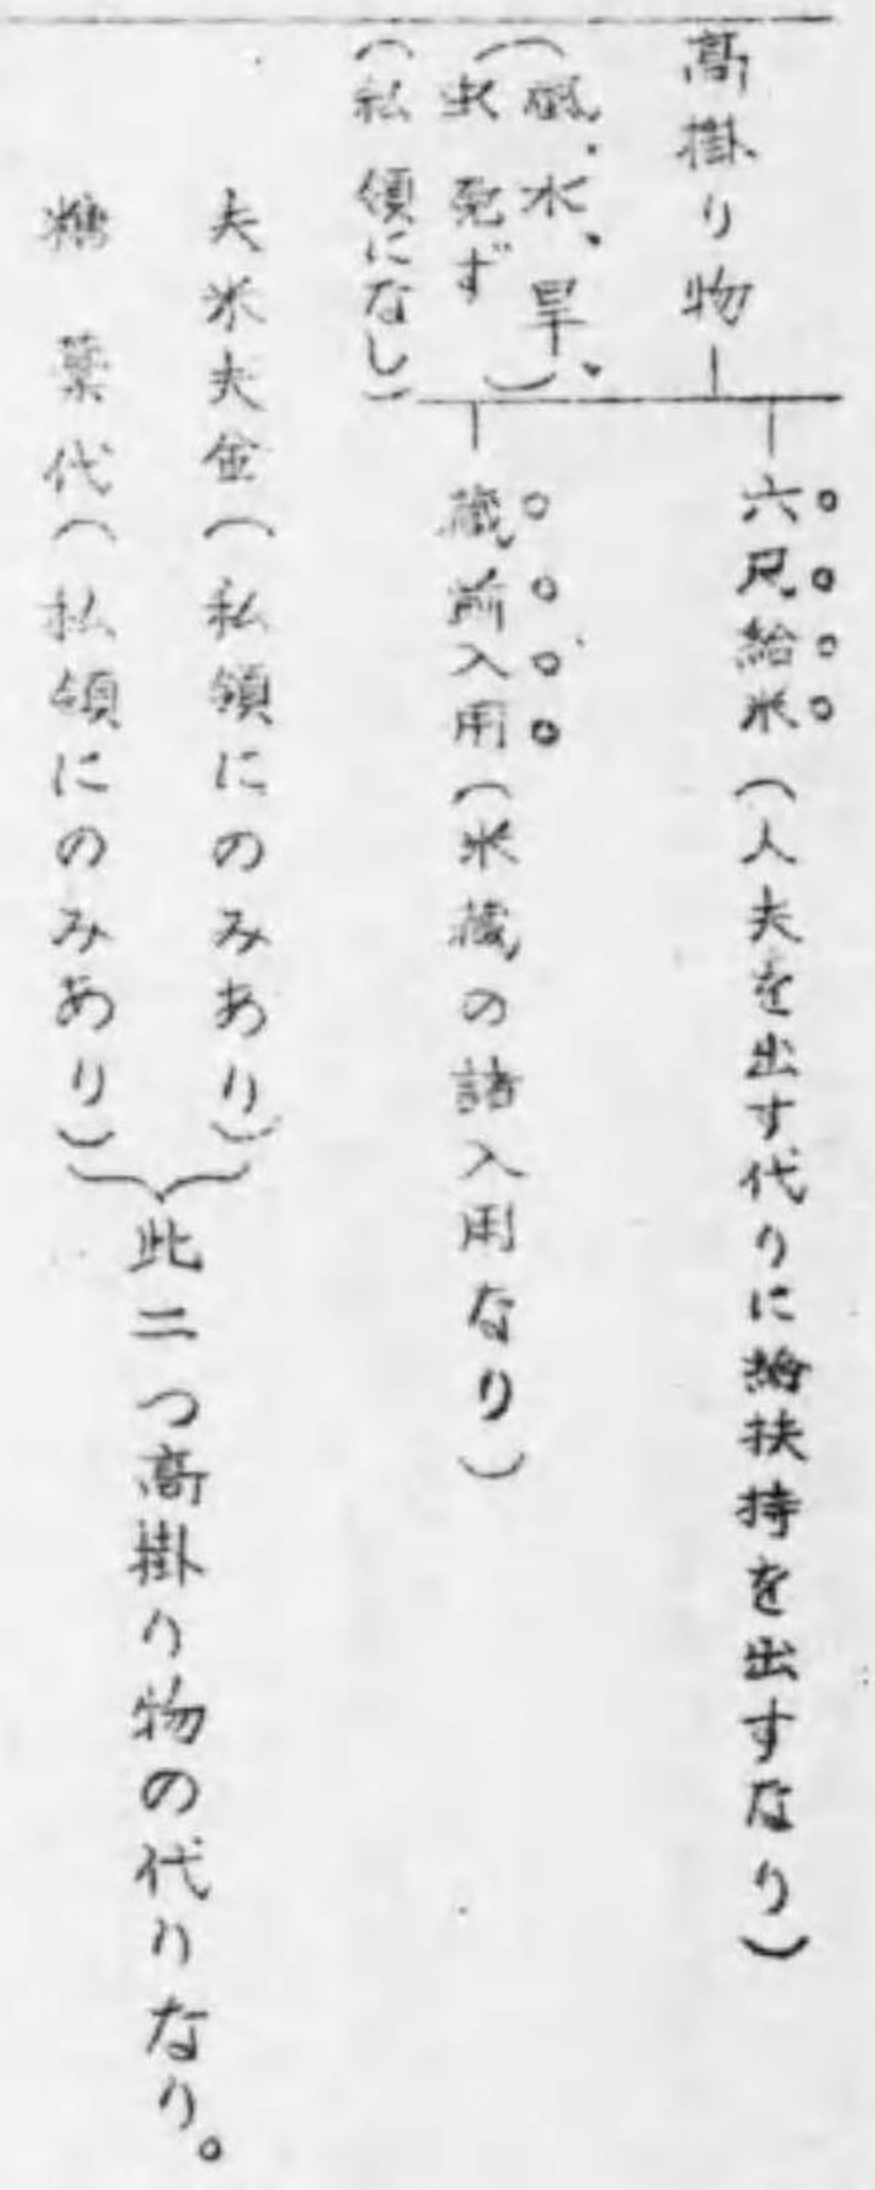 高掛り物
六尺給米(人夫を出す代りに給扶持を出すなり)
(風、水、旱、
虫免ず)
蔵前入用(米蔵の諸入用なり)
(私領になし)
夫米夫金(私領にのみあり)
糠藁代(私領にのみあり)
此二つ高掛り物の代りなり。